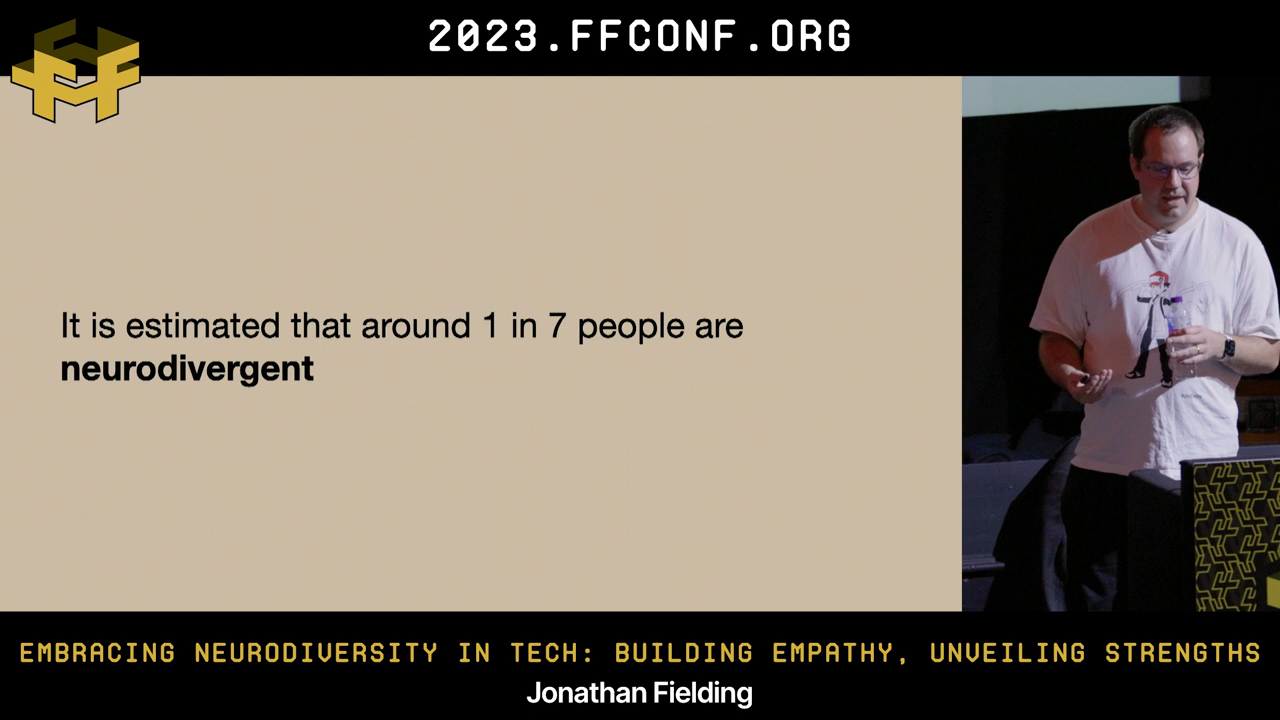 2023.FFCONF.ORG
It is estimated that around 1 in 7 people are
neurodivergent
EMBRACING NEURODIVERSITY IN TECH: BUILDING EMPATHY, UNVEILING STRENGTHS
Jonathan Fielding